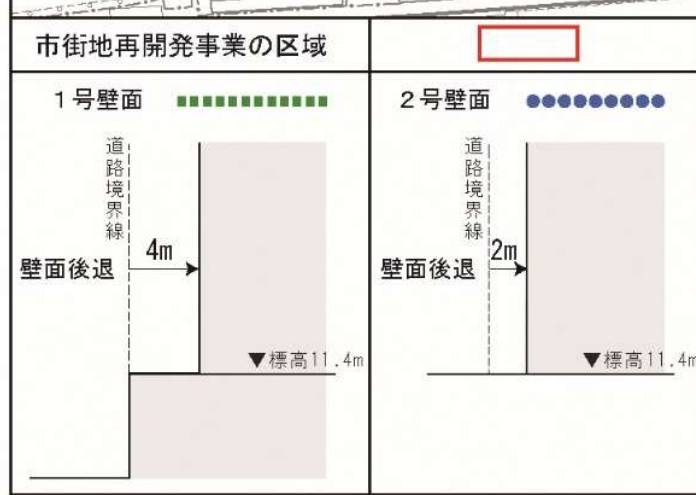 市街地再開発事業の区域
1号壁面
道路境界線
4m
壁面後退
▼標高11.4m
2号壁面
道路境界線
2m
壁面後退
▼標高11.4m